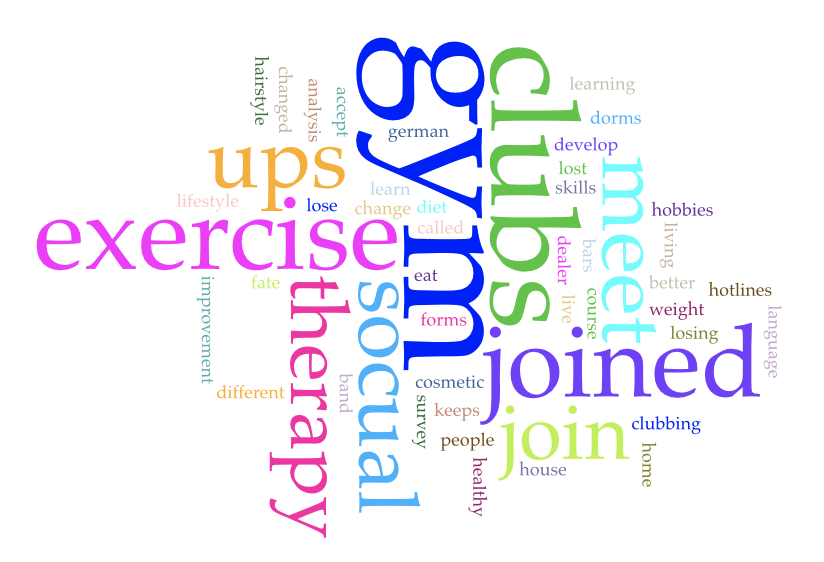 gym
clubs
learning
hairstyle
changed
analysis
accept
german
dorms
develop
ups
lost
skills
meet
learn
lifestyle
lose
change
diet
hobbies
exercise
called
dealer
bars
living
fate
eat
better
hotlines
improvement
therapy
socual
live
course
weight
language
forms
losing
joined
different
band
cosmetic
survey
keeps
join
clubbing
people
healthy
house
home